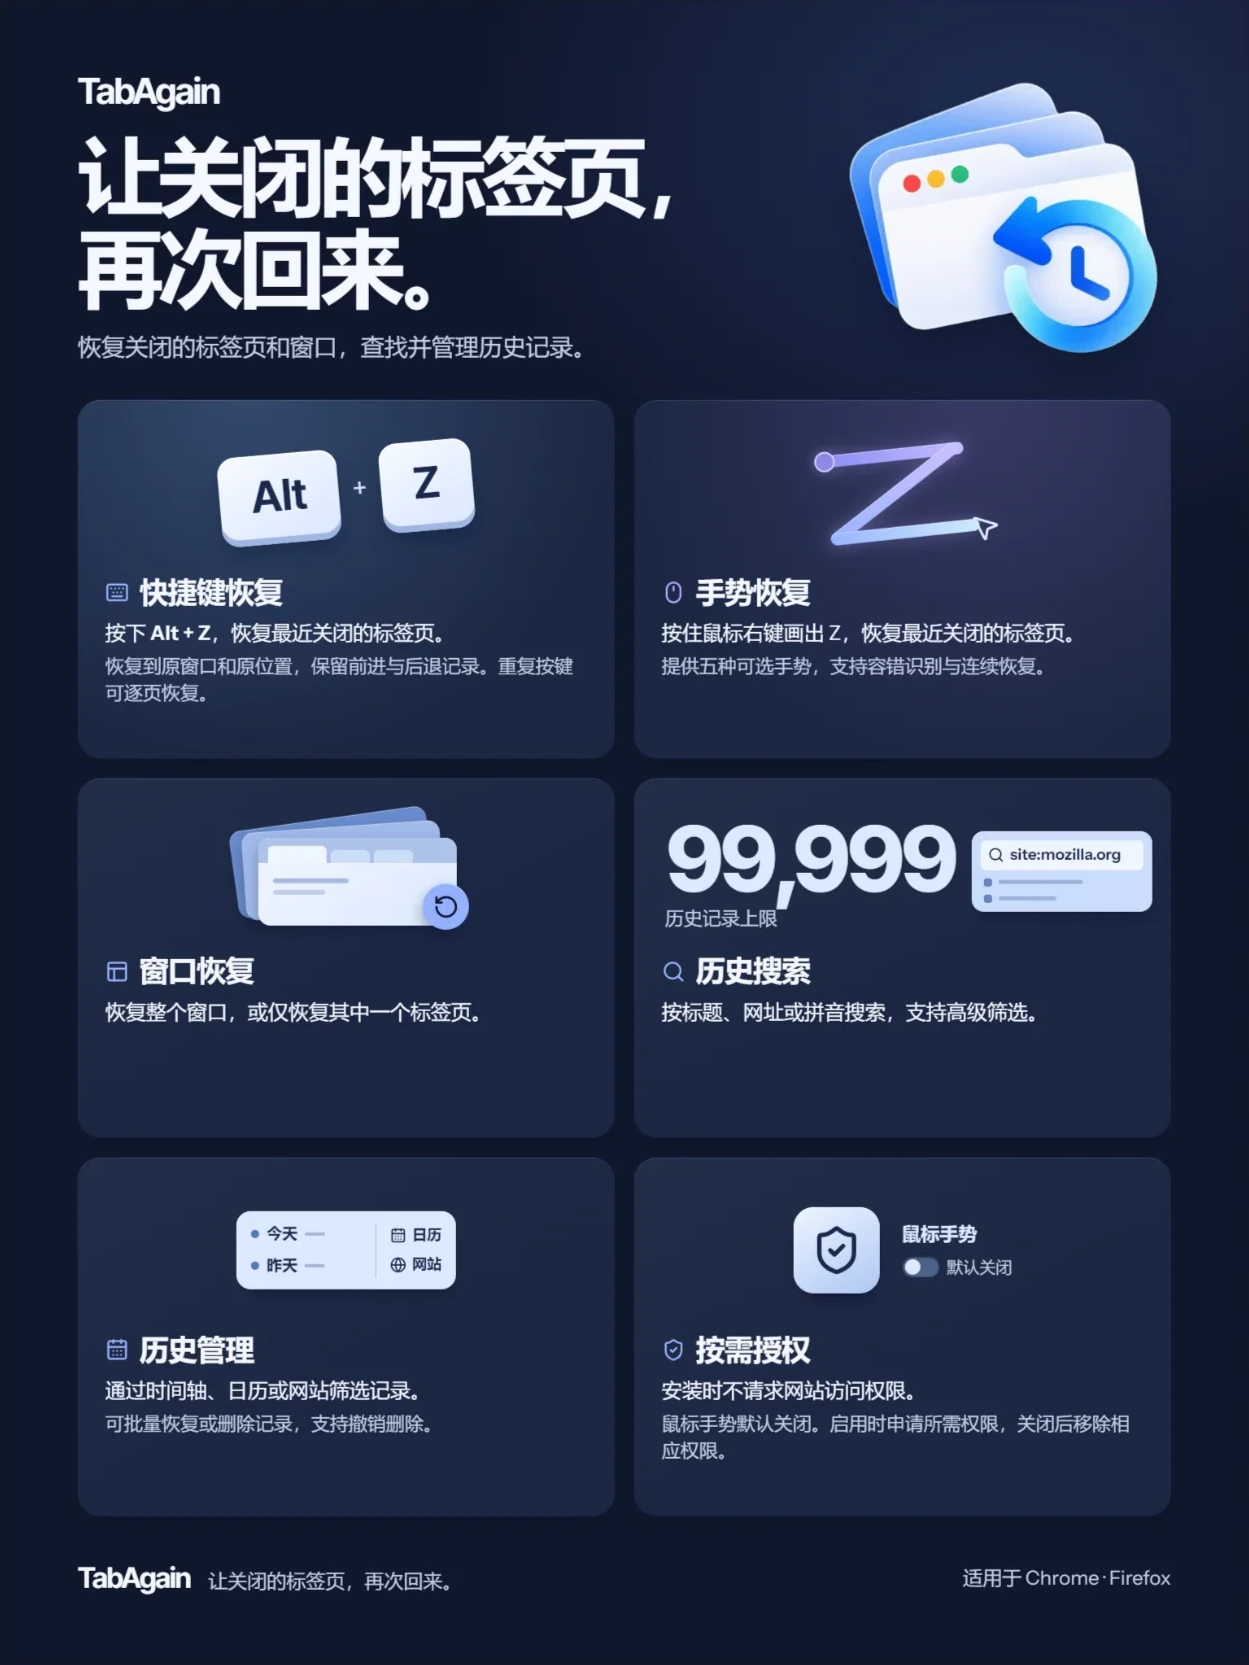 TabAgain
让关闭的标签页，
再次回来。
恢复关闭的标签页和窗口，查找并管理历史记录。
Alt + Z
快捷键恢复
按下 Alt + Z，恢复最近关闭的标签页。
恢复到原窗口和原位置，保留前进与后退记录。重复按键
可逐页恢复。
手势恢复
按住鼠标右键画出 Z，恢复最近关闭的标签页。
提供五种可选手势，支持容错识别与连续恢复。
窗口恢复
恢复整个窗口，或仅恢复其中一个标签页。
99,999
历史记录上限
site:mozilla.org
历史搜索
按标题、网址或拼音搜索，支持高级筛选。
今天
昨天
日历
网站
历史管理
通过时间轴、日历或网站筛选记录。
可批量恢复或删除记录，支持撤销删除。
鼠标手势
默认关闭
按需授权
安装时不请求网站访问权限。
鼠标手势默认关闭。启用时申请所需权限，关闭后移除相
应权限。
TabAgain 让关闭的标签页，再次回来。
适用于 Chrome · Firefox